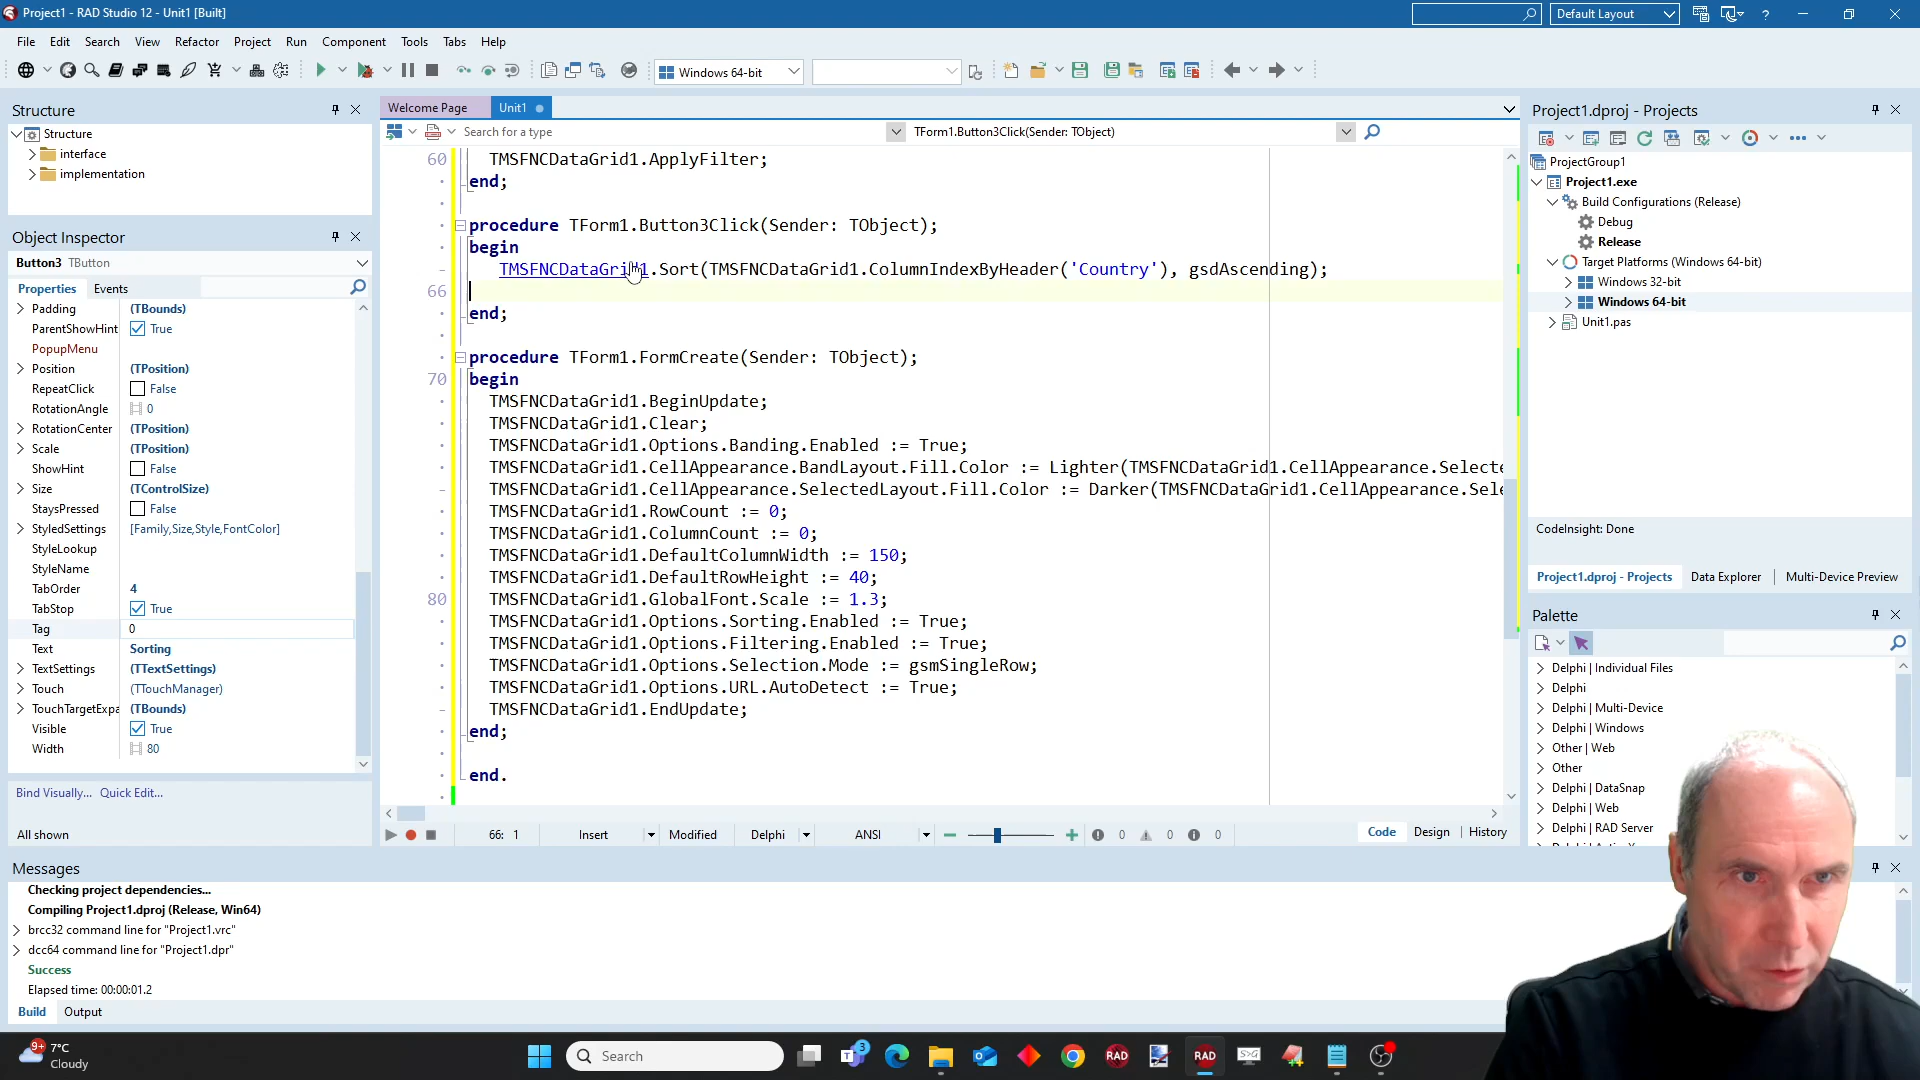 Project1 - RAD Studio 12 - Unit1 [Built]
Default Layout
?
File Edit Search View Refactor Project Run Component Tools Tabs Help
Windows 64-bit
Structure
Structure
interface
implementation
Object Inspector
Button3 TButton
Properties Events
Padding (TBounds)
ParentShowHint True
PopupMenu
Position (TPosition)
RepeatClick False
RotationAngle 0
RotationCenter (TPosition)
Scale (TPosition)
ShowHint False
Size (TControlSize)
StaysPressed False
StyledSettings [Family,Size,Style,FontColor]
StyleLookup
StyleName
TabOrder 4
TabStop True
Tag 0
Text Sorting
TextSettings (TTextSettings)
Touch (TTouchManager)
TouchTargetExpa (TBounds)
Visible True
Width 80
Bind Visually... Quick Edit...
All shown
Welcome Page Unit1
Search for a type TForm1.Button3Click(Sender: TObject)
60 TMSFNCDataGrid1.ApplyFilter;
end;
procedure TForm1.Button3Click(Sender: TObject);
begin
TMSFNCDataGrid1.Sort(TMSFNCDataGrid1.ColumnIndexByHeader('Country'), gsdAscending);
66
end;
procedure TForm1.FormCreate(Sender: TObject);
70 begin
TMSFNCDataGrid1.BeginUpdate;
TMSFNCDataGrid1.Clear;
TMSFNCDataGrid1.Options.Banding.Enabled := True;
TMSFNCDataGrid1.CellAppearance.BandLayout.Fill.Color := Lighter(TMSFNCDataGrid1.CellAppearance.Selecte
TMSFNCDataGrid1.CellAppearance.SelectedLayout.Fill.Color := Darker(TMSFNCDataGrid1.CellAppearance.Sele
TMSFNCDataGrid1.RowCount := 0;
TMSFNCDataGrid1.ColumnCount := 0;
TMSFNCDataGrid1.DefaultColumnWidth := 150;
TMSFNCDataGrid1.DefaultRowHeight := 40;
80 TMSFNCDataGrid1.GlobalFont.Scale := 1.3;
TMSFNCDataGrid1.Options.Sorting.Enabled := True;
TMSFNCDataGrid1.Options.Filtering.Enabled := True;
TMSFNCDataGrid1.Options.Selection.Mode := gsmSingleRow;
TMSFNCDataGrid1.Options.URL.AutoDetect := True;
TMSFNCDataGrid1.EndUpdate;
end;
end.
66: 1 Insert Modified Delphi ANSI 0 0 0 Code Design History
Project1.dproj - Projects
ProjectGroup1
Project1.exe
Build Configurations (Release)
Debug
Release
Target Platforms (Windows 64-bit)
Windows 32-bit
Windows 64-bit
Unit1.pas
CodeInsight: Done
Project1.dproj - Projects Data Explorer Multi-Device Preview
Palette
Delphi | Individual Files
Delphi
Delphi | Multi-Device
Delphi | Windows
Other | Web
Other
Delphi | DataSnap
Delphi | Web
Delphi | RAD Server
Messages
Checking project dependencies...
Compiling Project1.dproj (Release, Win64)
brcc32 command line for "Project1.vrc"
dcc64 command line for "Project1.dpr"
Success
Elapsed time: 00:00:01.2
Build Output
9+ 7°C
Cloudy
Search
3
RAD
RAD